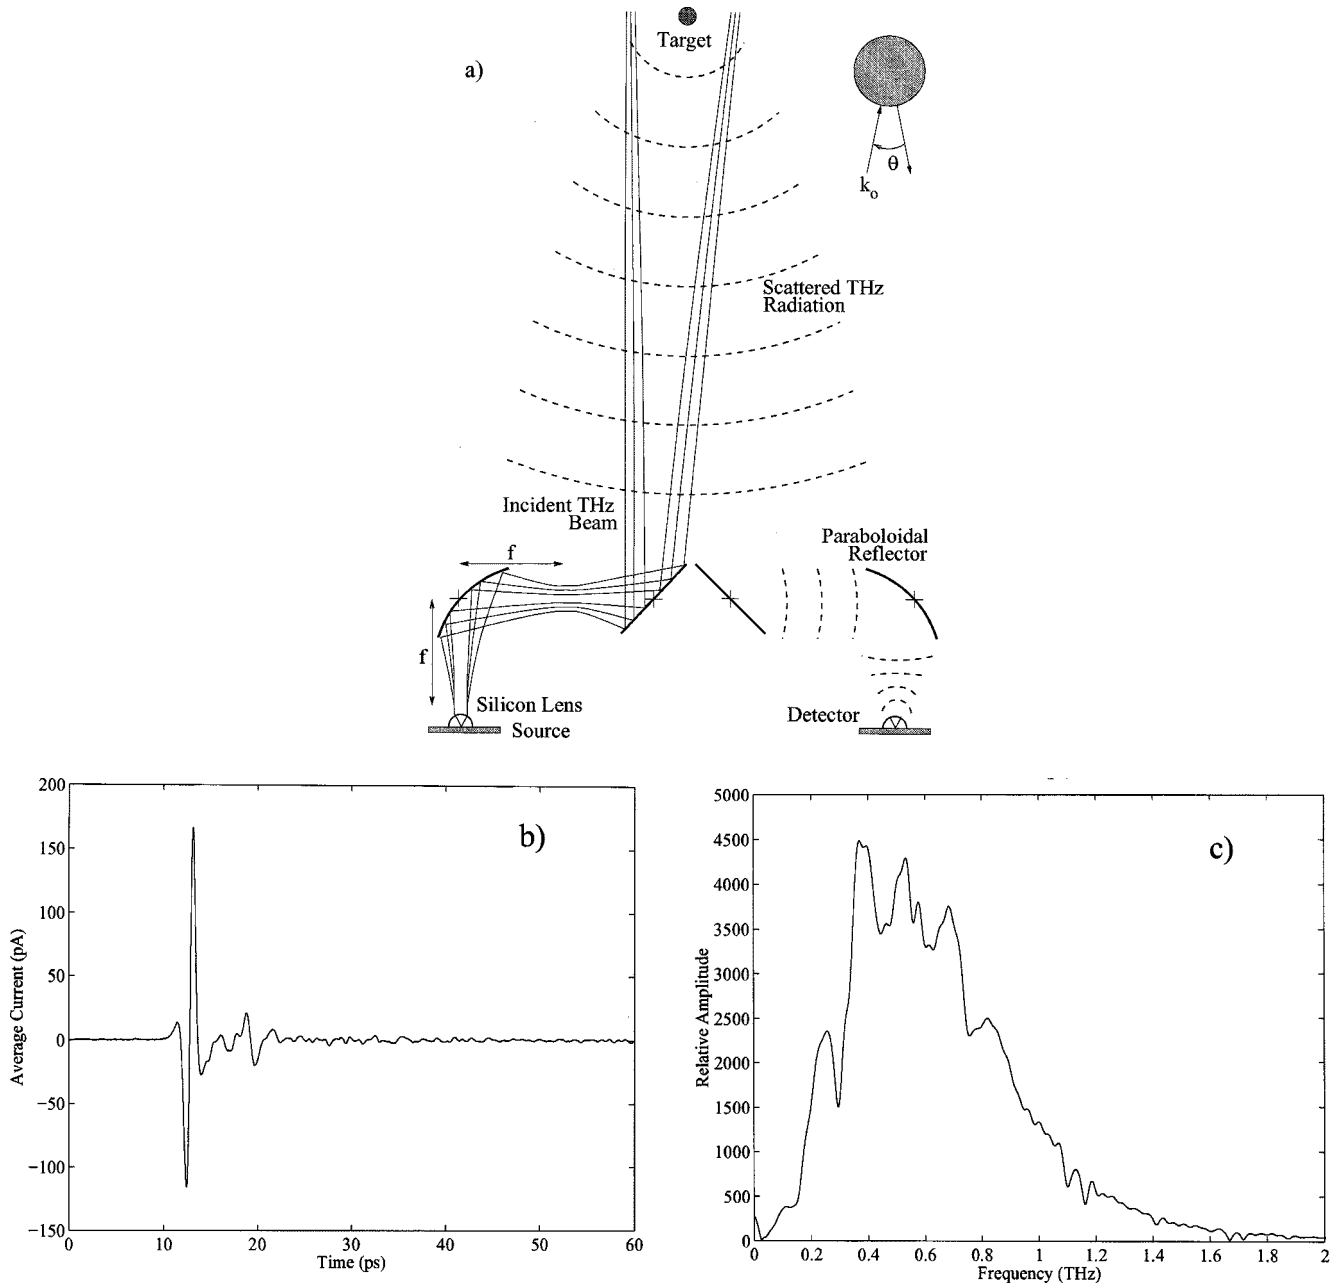 Target
a)
θ
k₀
Scattered THz
Radiation
Incident THz
Beam
Paraboloidal
Reflector
f
f
Silicon Lens
Source
Detector
200
150
100
50
0
−50
−100
−150
Average Current (pA)
b)
0
10
20
30
40
50
60
Time (ps)
5000
4500
4000
3500
3000
2500
2000
1500
1000
500
0
Relative Amplitude
c)
0
0.2
0.4
0.6
0.8
1
1.2
1.4
1.6
1.8
2
Frequency (THz)